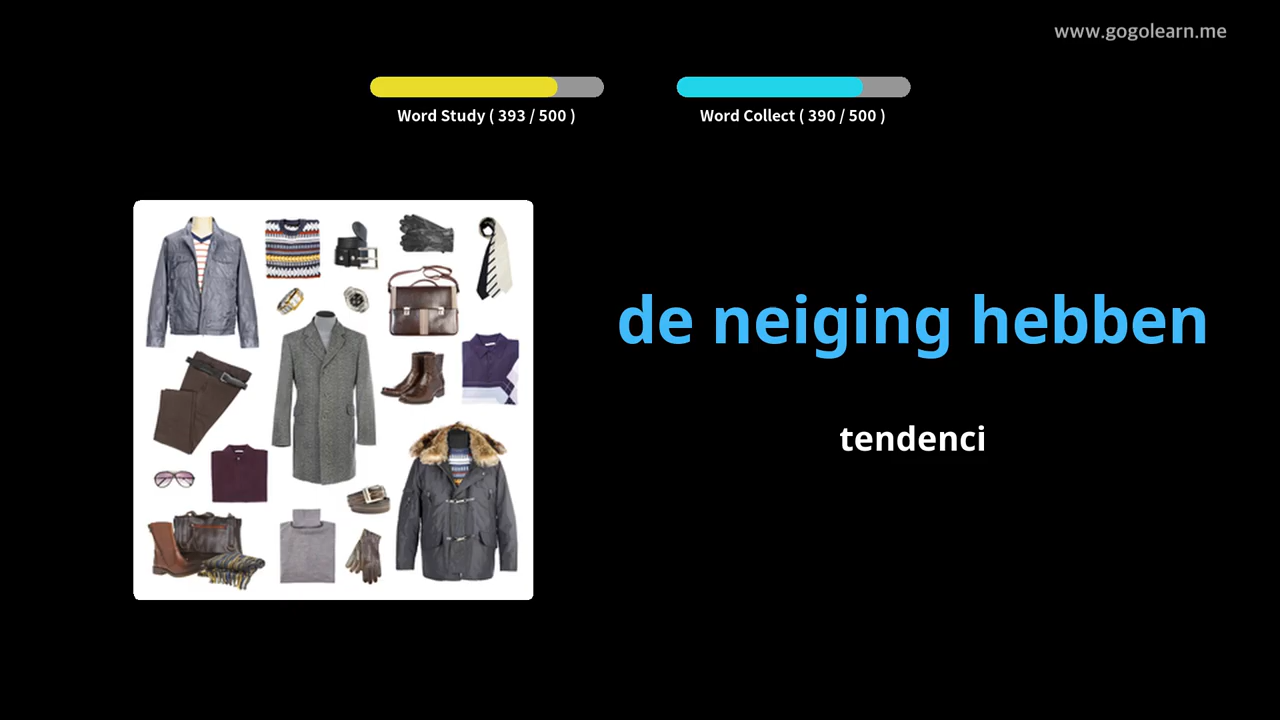 www.gogolearn.me
Word Study ( 393 / 500 )
Word Collect ( 390 / 500 )
de neiging hebben
tendenci